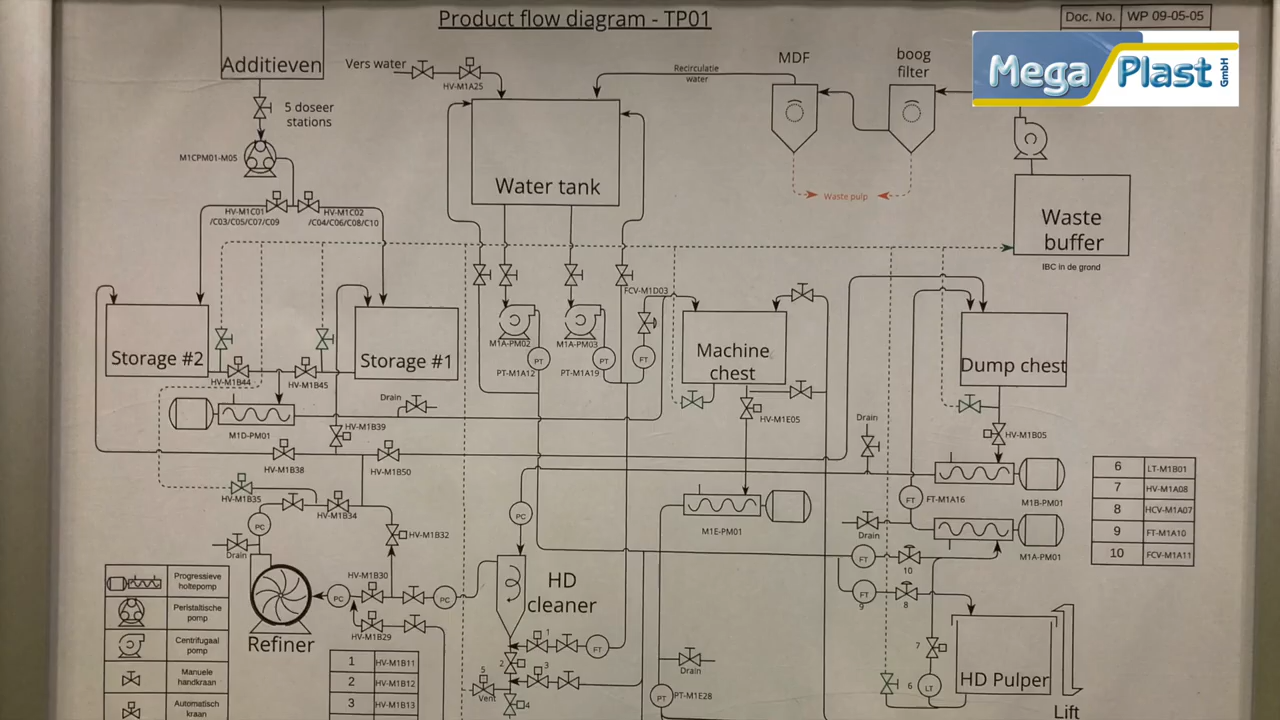 Product flow diagram - TP01
Doc. No. WP 09-05-05
Mega Plast GmbH
Additieven
Vers water
HV-M1A25
Recirculatie
water
MDF
boog
filter
5 doseer
stations
M1CPM01-M05
Water tank
Waste pulp
HV-M1C01
/C03/C05/C07/C09
HV-M1C02
/C04/C06/C08/C10
Waste
buffer
IBC in de grond
FCV-M1D03
Storage #2
Storage #1
M1A-PM02
M1A-PM03
PT
PT
FT
PT-M1A12
PT-M1A19
Machine
chest
Dump chest
HV-M1B44
HV-M1B45
Drain
M1D-PM01
HV-M1B39
HV-M1E05
Drain
HV-M1B05
HV-M1B38
HV-M1B50
HV-M1B35
HV-M1B34
PC
PC
M1E-PM01
FT
FT-M1A16
M1B-PM01
6 LT-M1B01
7 HV-M1A08
8 HCV-M1A07
9 FT-M1A10
10 FCV-M1A11
Drain
HV-M1B32
Drain
M1A-PM01
FT
10
HV-M1B30
PC
PC
HV-M1B29
HD
cleaner
FT
9
8
Refiner
Progressieve
holtepomp
Peristaltische
pomp
Centrifugaal
pomp
Manuele
handkraan
Automatisch
kraan
1 HV-M1B11
2 HV-M1B12
3 HV-M1B13
1
FT
2
3
5
Vent
4
Drain
PT
PT-M1E28
7
6
LT
HD Pulper
Lift